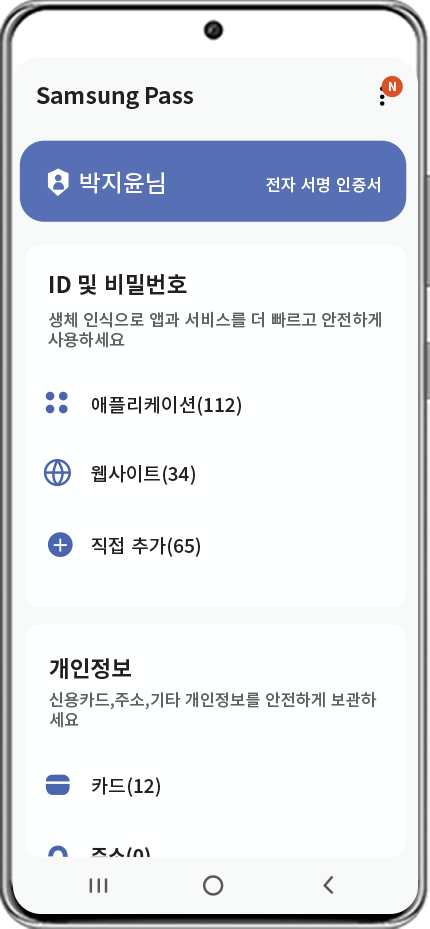 Samsung Pass
N
박지윤님
전자 서명 인증서
ID 및 비밀번호
생체 인식으로 앱과 서비스를 더 빠르고 안전하게
사용하세요
애플리케이션(112)
웹사이트(34)
직접 추가(65)
개인정보
신용카드,주소,기타 개인정보를 안전하게 보관하
세요
카드(12)
주소(0)